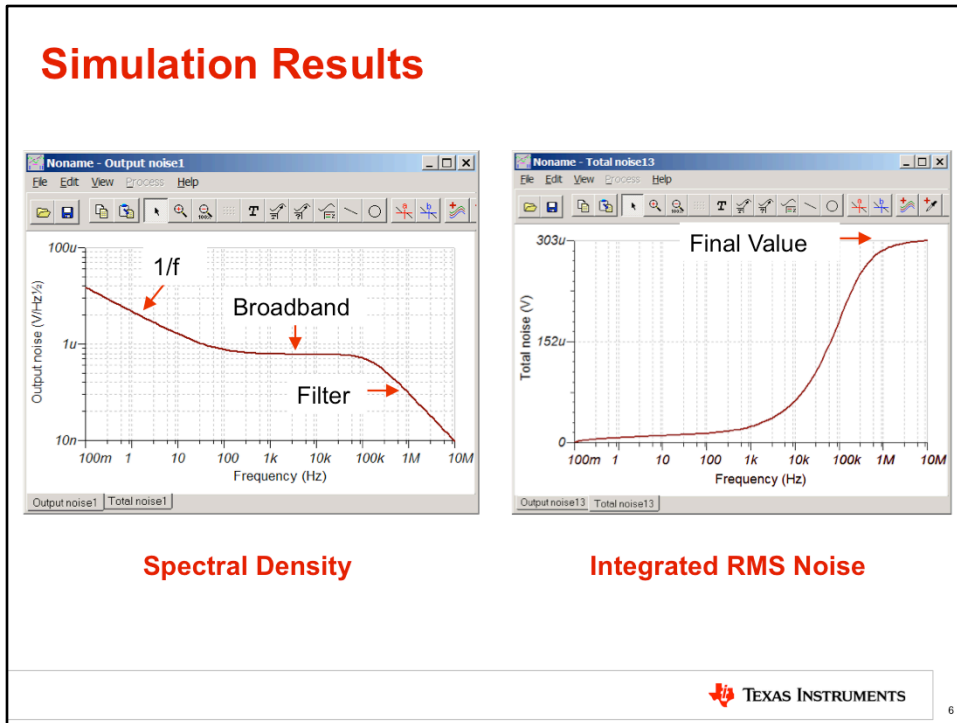 Simulation Results
Noname - Output noise1
File Edit View Process Help
T
100u
1u
10n
Output noise (V/Hz½)
1/f
Broadband
Filter
100m 1 10 100 1k 10k 100k 1M 10M
Frequency (Hz)
Output noise1 Total noise1
Noname - Total noise13
File Edit View Process Help
T
303u
152u
0
Total noise (V)
Final Value
100m 1 10 100 1k 10k 100k 1M 10M
Frequency (Hz)
Output noise13 Total noise13
Spectral Density
Integrated RMS Noise
TEXAS INSTRUMENTS
6